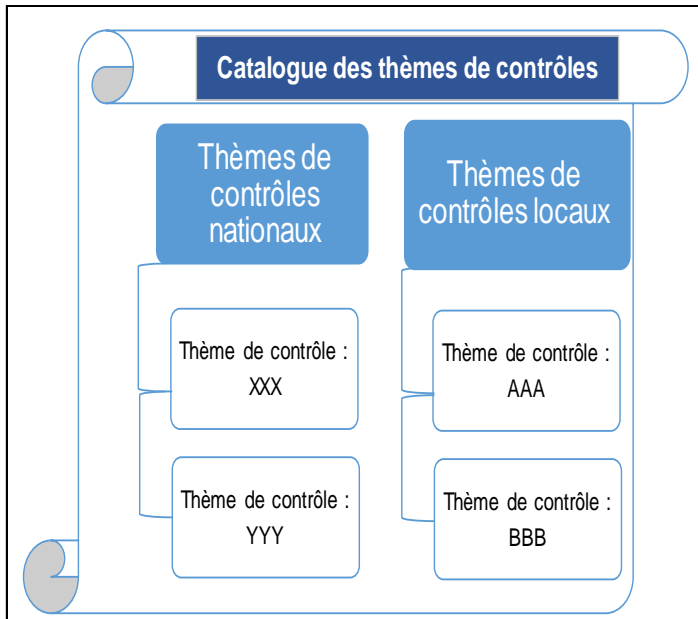 Catalogue des thèmes de contrôles
Thèmes de
contrôles
nationaux
Thème de contrôle :
XXX
Thème de contrôle :
YYY
Thèmes de
contrôles locaux
Thème de contrôle :
AAA
Thème de contrôle :
BBB